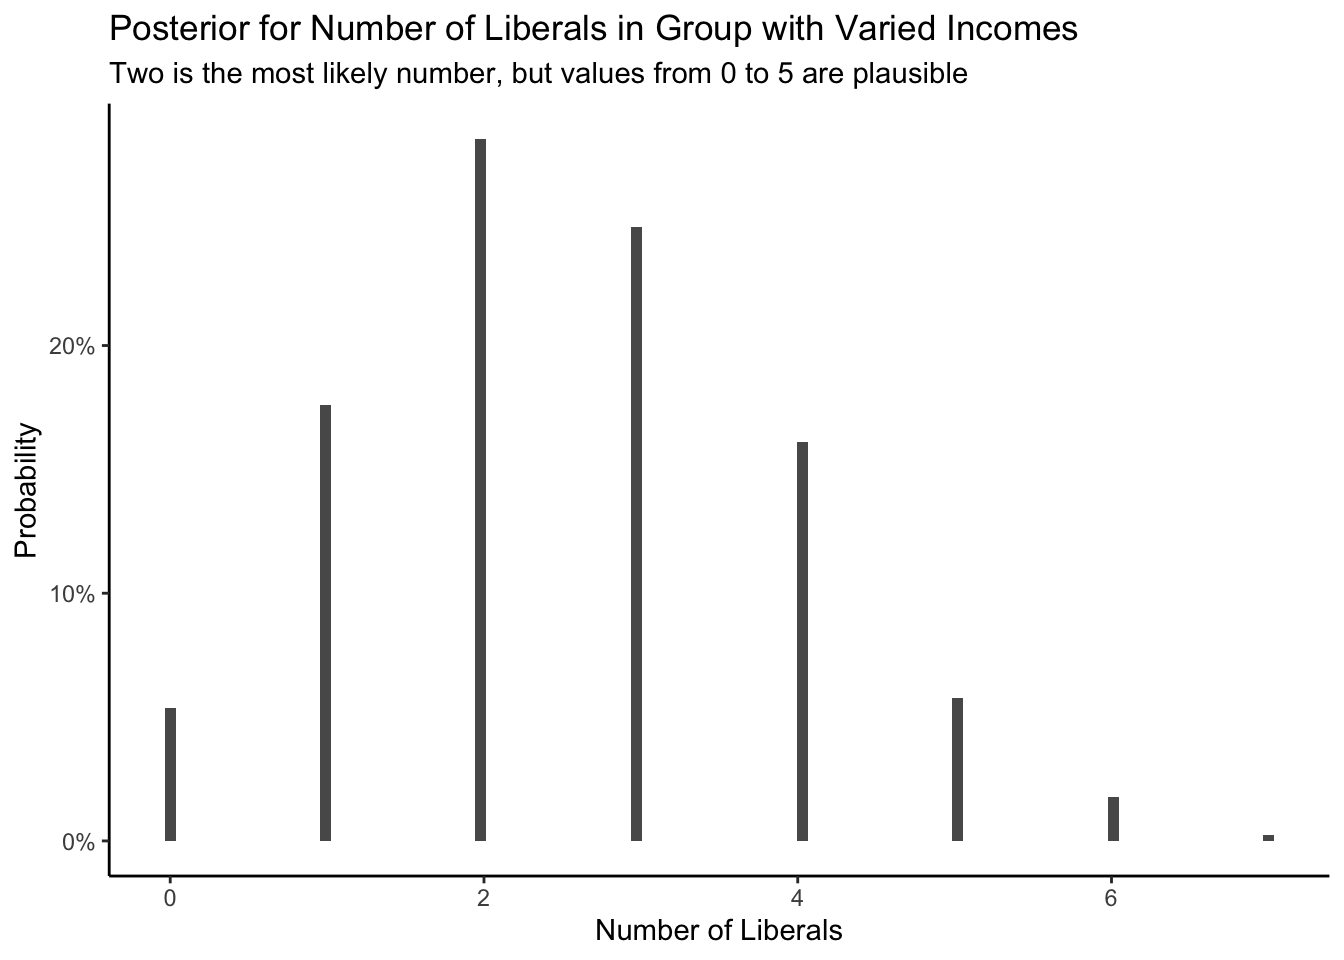 Posterior for Number of Liberals in Group with Varied Incomes
Two is the most likely number, but values from 0 to 5 are plausible
20%
10%
0%
Probability
0 2 4 6
Number of Liberals